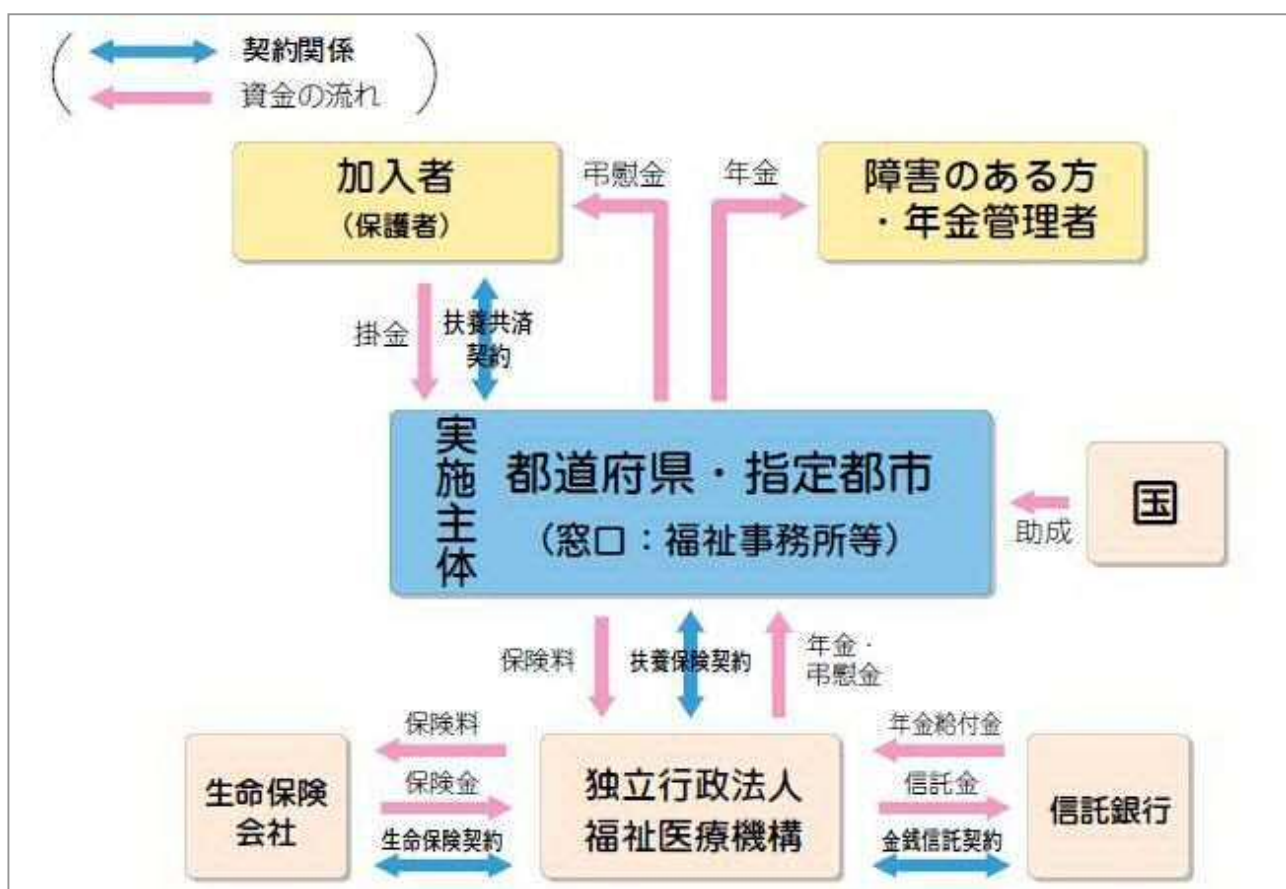 契約関係
資金の流れ
加入者
(保護者)
弔慰金
年金
障害のある方
・年金管理者
掛金
扶養共済
契約
実施主体
都道府県・指定都市
(窓口:福祉事務所等)
国
助成
保険料
扶養保険契約
年金・
弔慰金
保険料
保険金
生命保険契約
生命保険
会社
独立行政法人
福祉医療機構
年金給付金
信託金
金銭信託契約
信託銀行